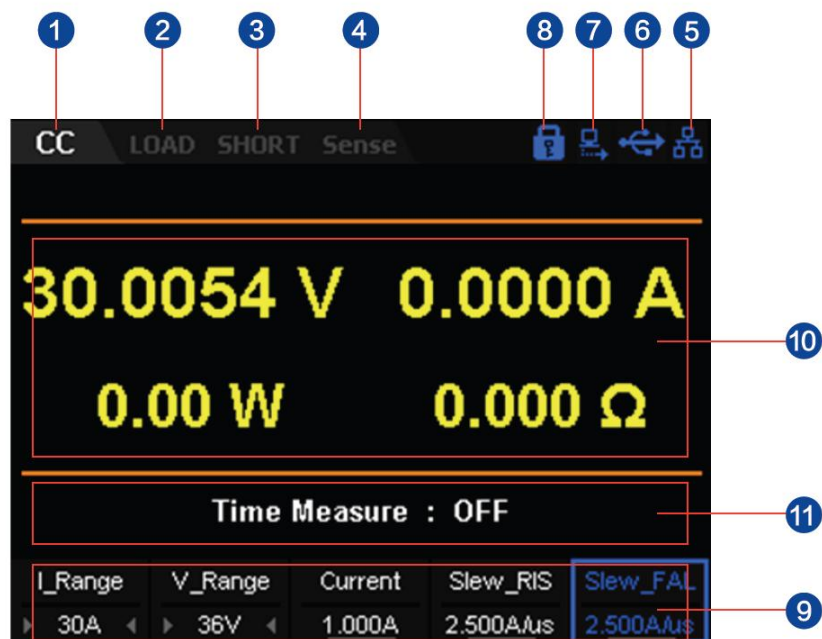 1 2 3 4 8 7 6 5
CC LOAD SHORT Sense
30.0054 V 0.0000 A
10
0.00 W 0.000 Ω
Time Measure : OFF
11
I_Range V_Range Current Slew_RIS Slew_FAL
9
30A 36V 1.000A 2.500A/us 2.500A/us